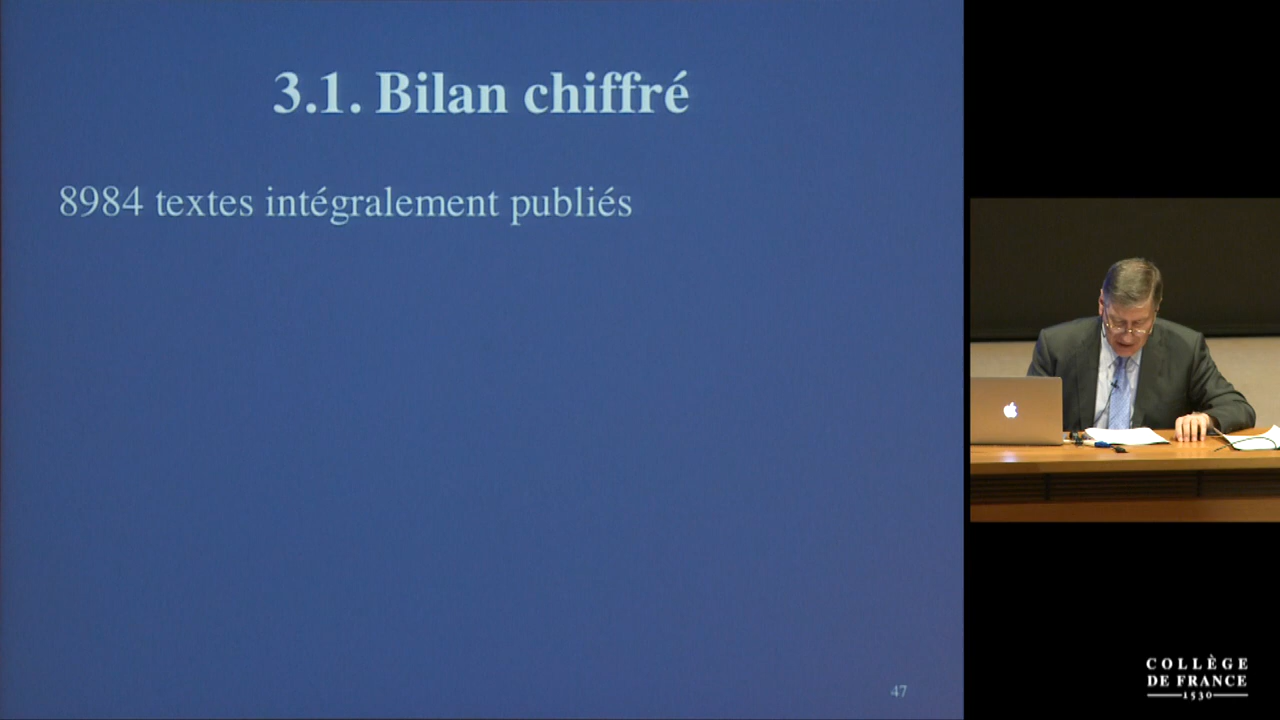 3.1. Bilan chiffré
8984 textes intégralement publiés
47
COLLÈGE
DE FRANCE
1530